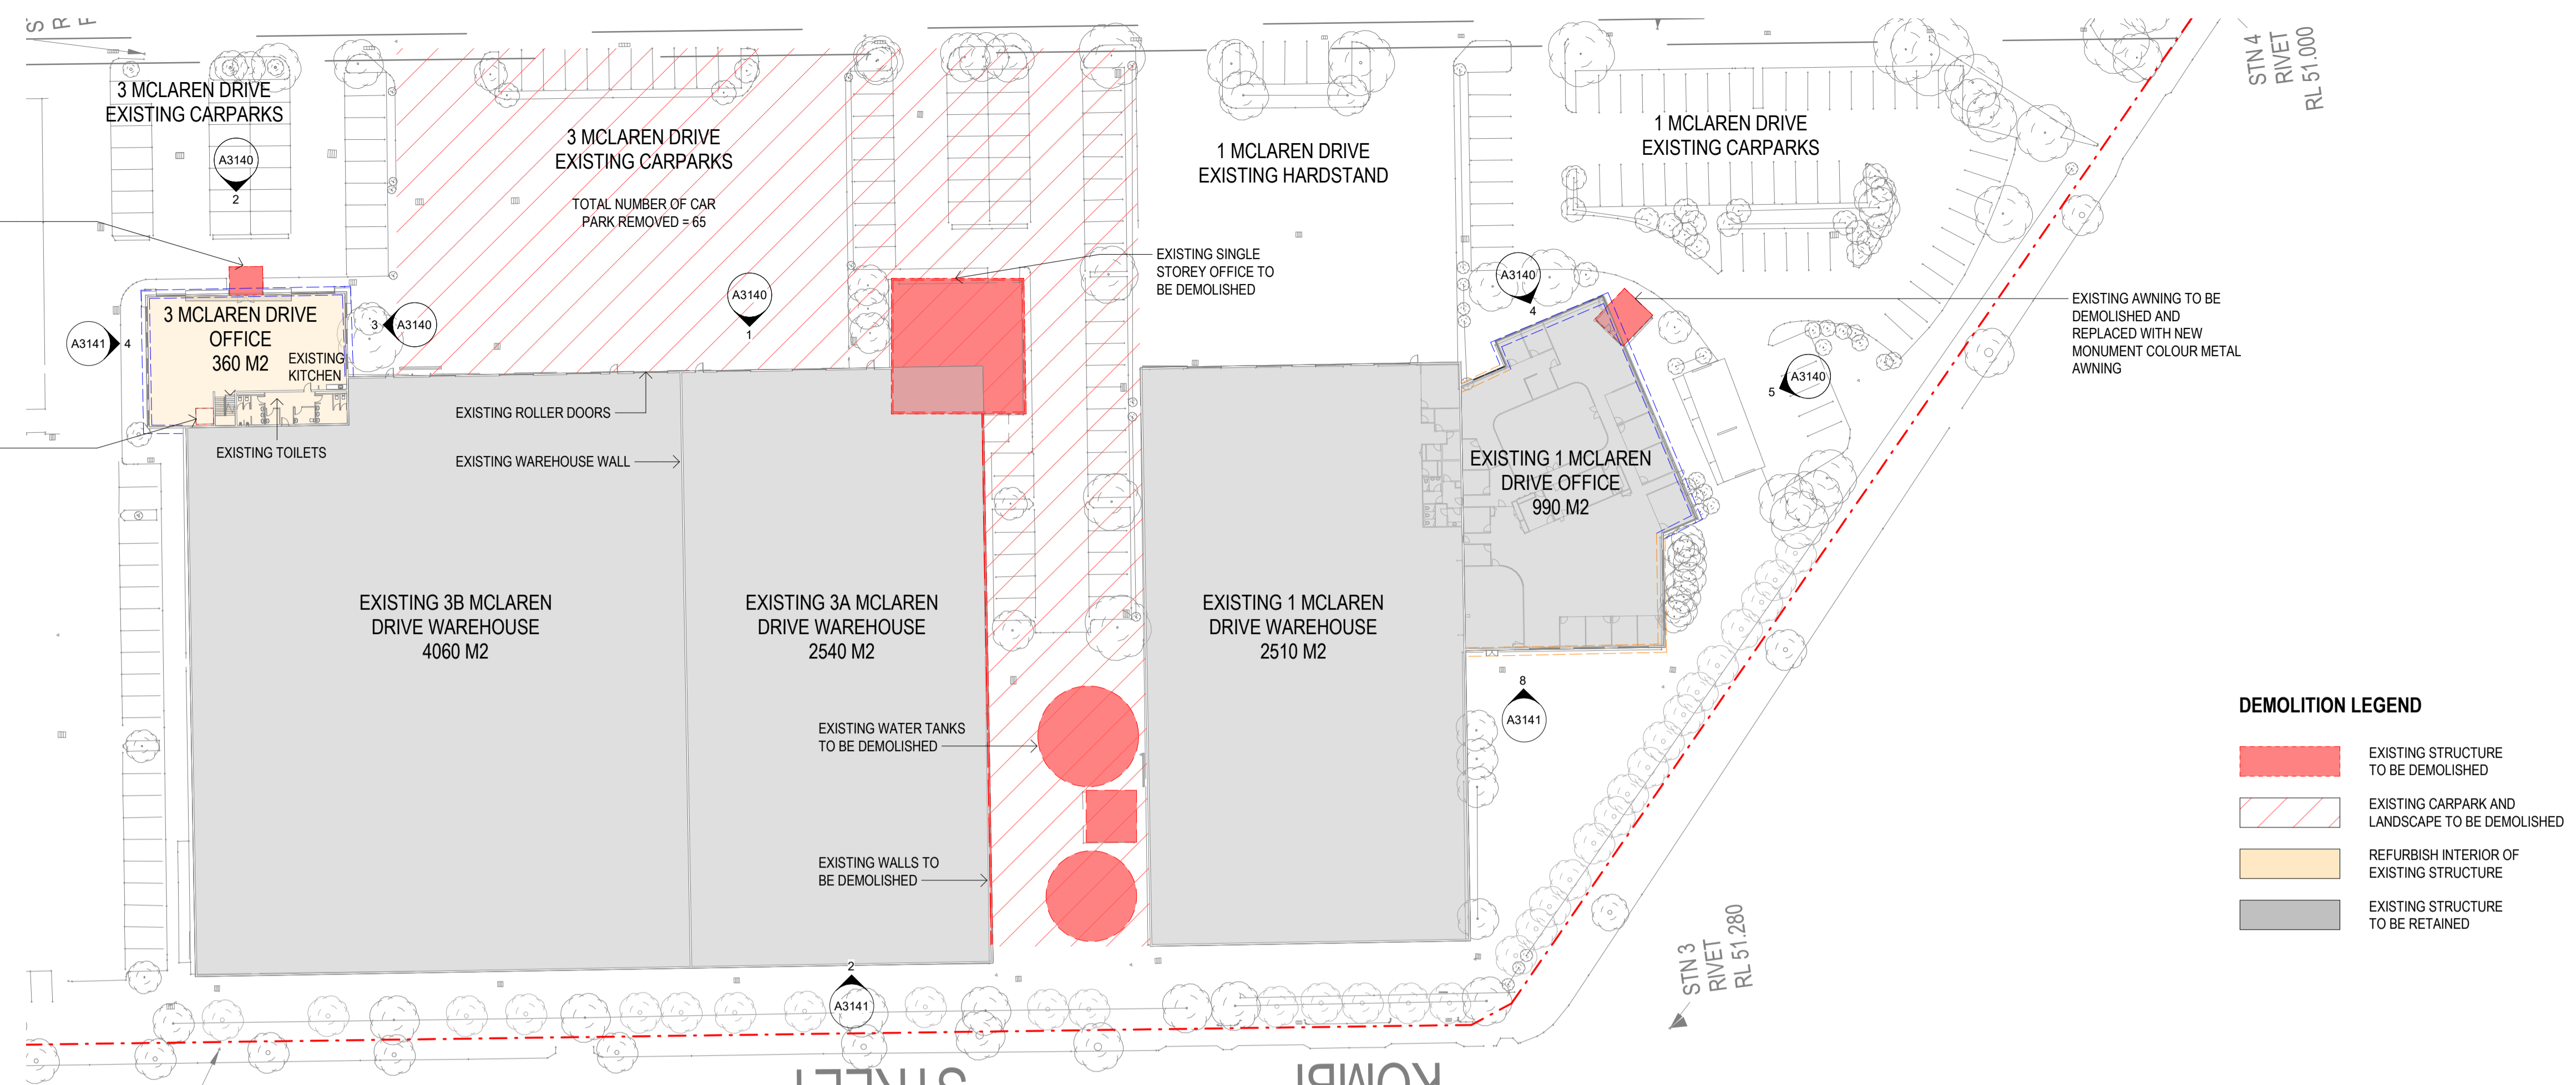 3 MCLAREN DRIVE
EXISTING CARPARKS
A3140
2
3 MCLAREN DRIVE
EXISTING CARPARKS
TOTAL NUMBER OF CAR
PARK REMOVED = 65
1 MCLAREN DRIVE
EXISTING HARDSTAND
1 MCLAREN DRIVE
EXISTING CARPARKS
STN 4
RIVET
RL 51.000
EXISTING SINGLE
STOREY OFFICE TO
BE DEMOLISHED
A3140
4
EXISTING AWNING TO BE
DEMOLISHED AND
REPLACED WITH NEW
MONUMENT COLOUR METAL
AWNING
A3140
1
3 MCLAREN DRIVE
OFFICE
360 M2
EXISTING
KITCHEN
3
A3140
A3141
4
A3140
5
EXISTING ROLLER DOORS
EXISTING TOILETS
EXISTING WAREHOUSE WALL
EXISTING 1 MCLAREN
DRIVE OFFICE
990 M2
EXISTING 3B MCLAREN
DRIVE WAREHOUSE
4060 M2
EXISTING 3A MCLAREN
DRIVE WAREHOUSE
2540 M2
EXISTING 1 MCLAREN
DRIVE WAREHOUSE
2510 M2
8
A3141
EXISTING WATER TANKS
TO BE DEMOLISHED
EXISTING WALLS TO
BE DEMOLISHED
2
A3141
STN 3
RIVET
RL 51.280
DEMOLITION LEGEND
EXISTING STRUCTURE
TO BE DEMOLISHED
EXISTING CARPARK AND
LANDSCAPE TO BE DEMOLISHED
REFURBISH INTERIOR OF
EXISTING STRUCTURE
EXISTING STRUCTURE
TO BE RETAINED
KOMBI
STREET